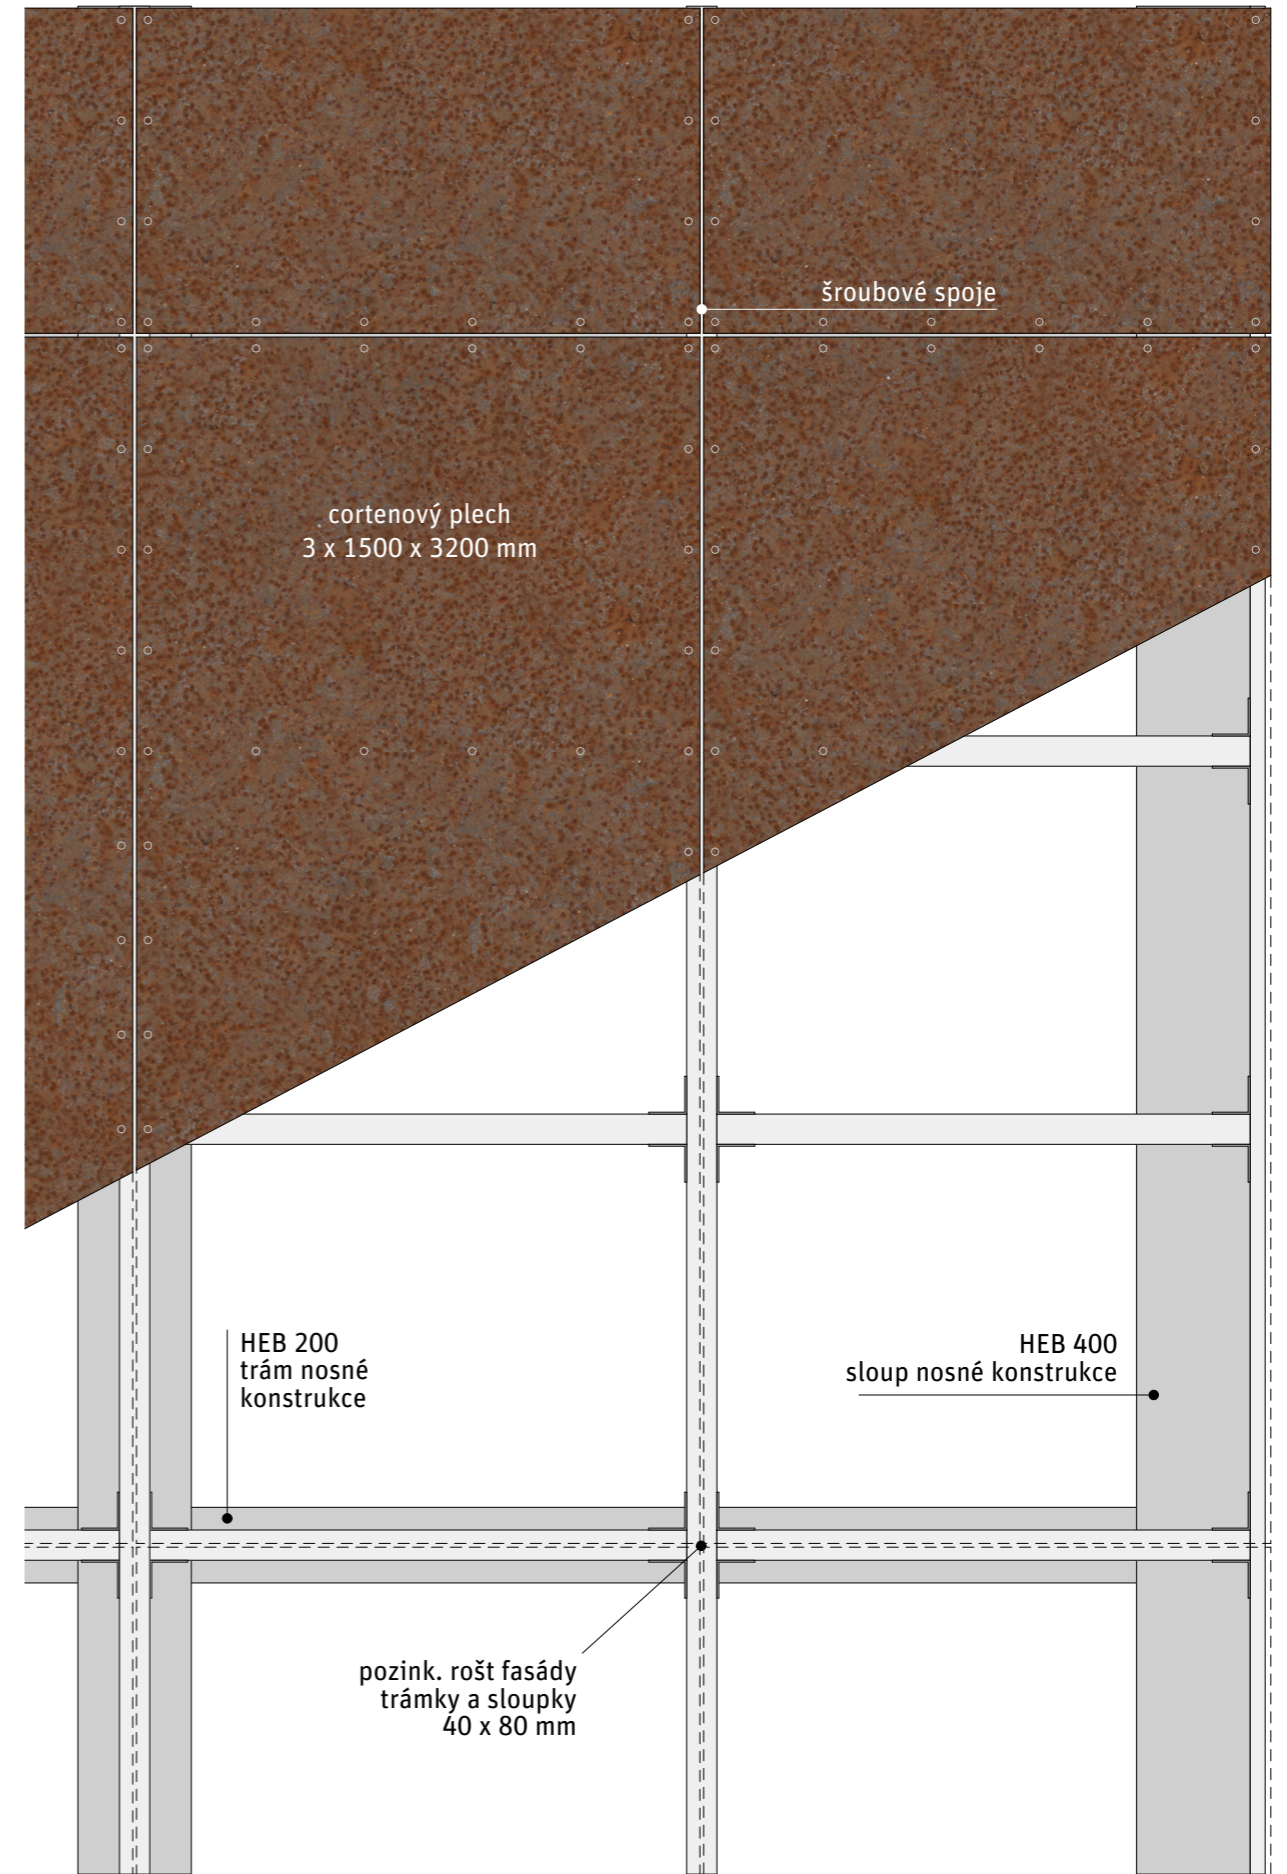 šroubové spoje
cortenový plech
3 x 1500 x 3200 mm
HEB 200
trám nosné
konstrukce
HEB 400
sloup nosné konstrukce
pozink. rošt fasády
trámky a sloupky
40 x 80 mm